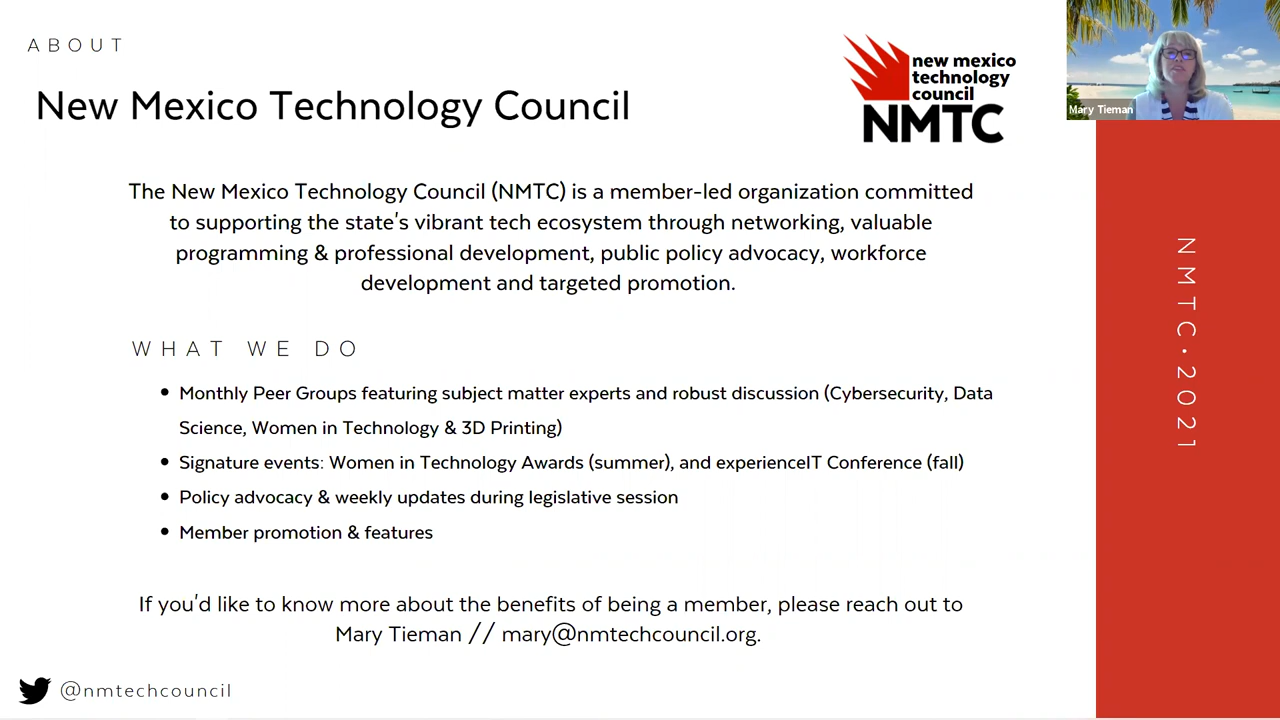 ABOUT
New Mexico Technology Council
new mexico
technology
council
NMTC
Mary Tieman
The New Mexico Technology Council (NMTC) is a member-led organization committed
to supporting the state's vibrant tech ecosystem through networking, valuable
programming & professional development, public policy advocacy, workforce
development and targeted promotion.
WHAT WE DO
• Monthly Peer Groups featuring subject matter experts and robust discussion (Cybersecurity, Data
Science, Women in Technology & 3D Printing)
• Signature events: Women in Technology Awards (summer), and experienceIT Conference (fall)
• Policy advocacy & weekly updates during legislative session
• Member promotion & features
If you'd like to know more about the benefits of being a member, please reach out to
Mary Tieman // mary@nmtechcouncil.org.
@nmtechcouncil
NMTC•2021